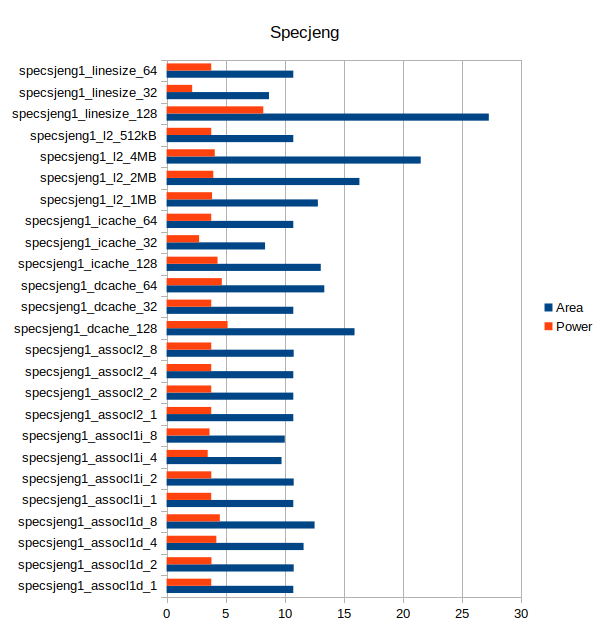 Specjeng
specsjeng1_linesize_64
specsjeng1_linesize_32
specsjeng1_linesize_128
specsjeng1_l2_512kB
specsjeng1_l2_4MB
specsjeng1_l2_2MB
specsjeng1_l2_1MB
specsjeng1_icache_64
specsjeng1_icache_32
specsjeng1_icache_128
specsjeng1_dcache_64
specsjeng1_dcache_32
specsjeng1_dcache_128
specsjeng1_assocl2_8
specsjeng1_assocl2_4
specsjeng1_assocl2_2
specsjeng1_assocl2_1
specsjeng1_assocl1i_8
specsjeng1_assocl1i_4
specsjeng1_assocl1i_2
specsjeng1_assocl1i_1
specsjeng1_assocl1d_8
specsjeng1_assocl1d_4
specsjeng1_assocl1d_2
specsjeng1_assocl1d_1
0 5 10 15 20 25 30
Area
Power